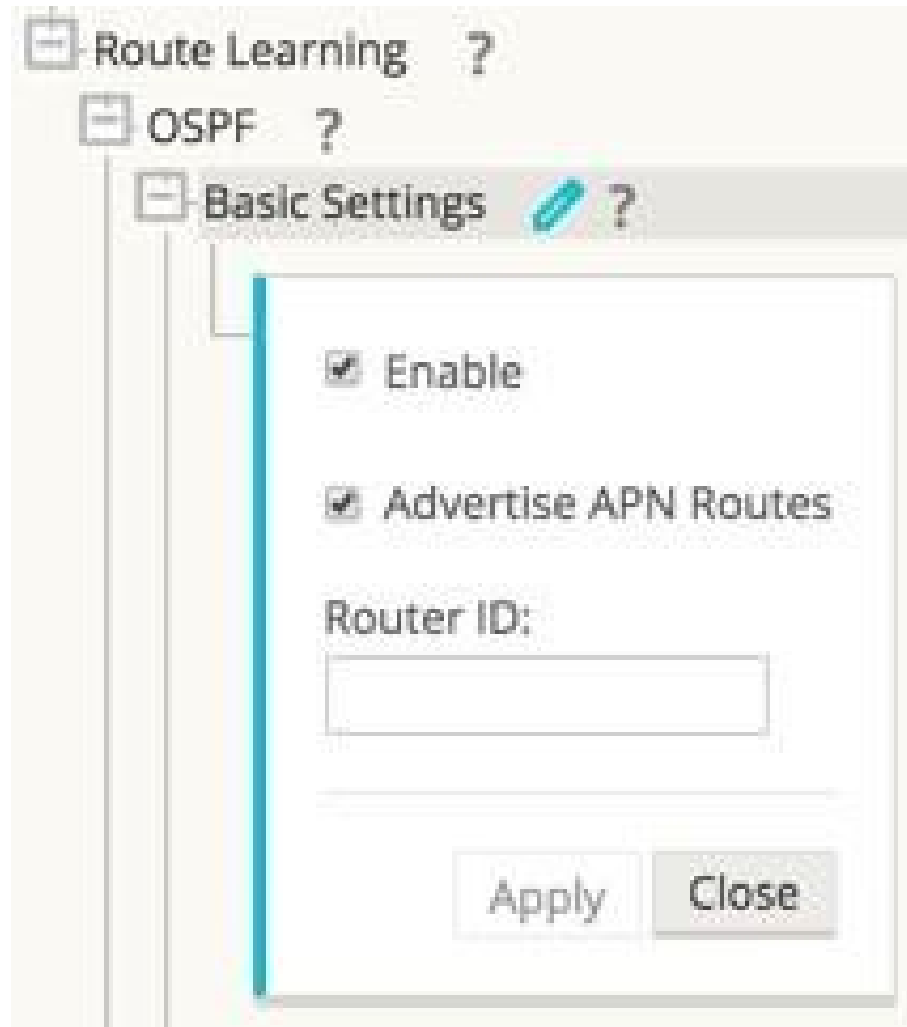 Route Learning ?
OSPF ?
Basic Settings ?
Enable
Advertise APN Routes
Router ID:
Apply Close